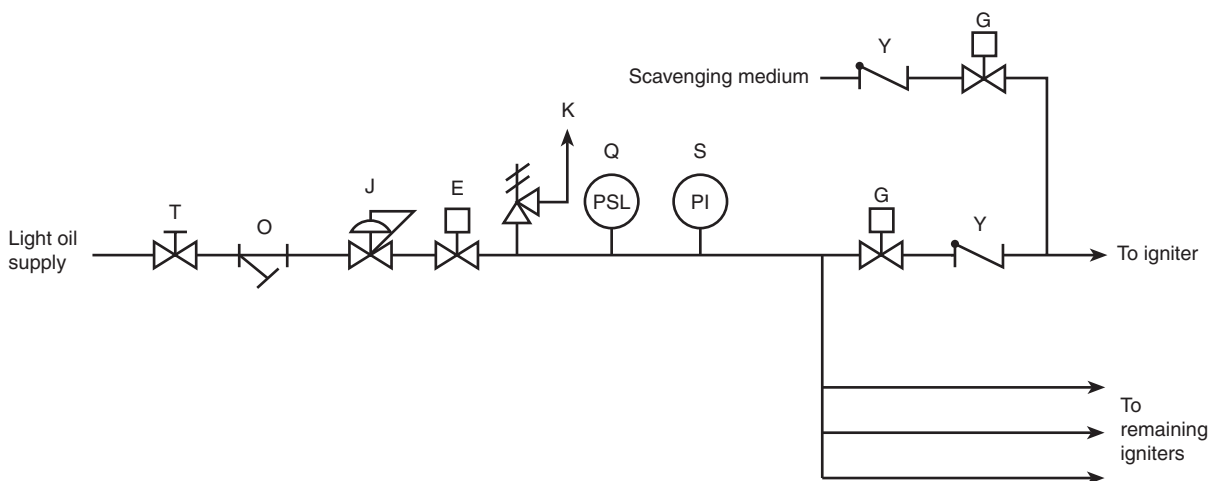 Scavenging medium
Y
G
K
Q
S
PSL
PI
T
O
J
E
G
Y
Light oil
supply
To igniter
To
remaining
igniters